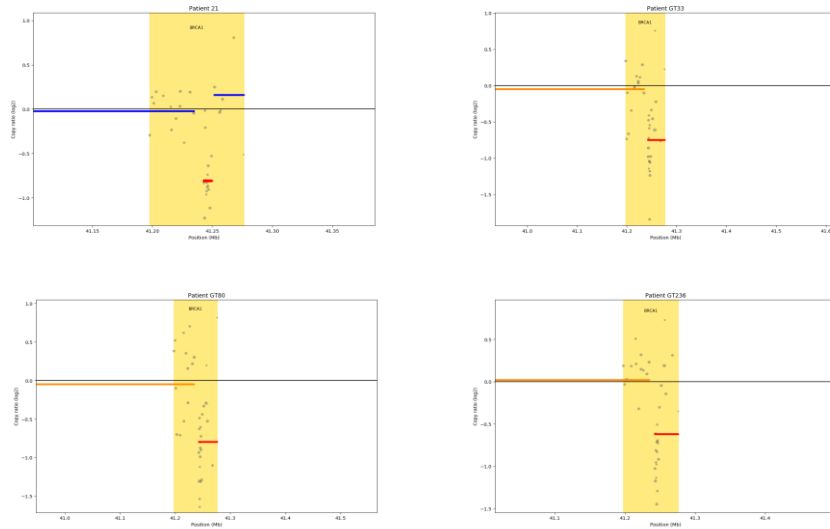 Patient 21
BRCA1
Copy ratio (log2)
1.0
0.5
0.0
−0.5
−1.0
41.15 41.20 41.25 41.30 41.35
Position (Mb)
Patient GT33
BRCA1
Copy ratio (log2)
1.0
0.5
0.0
−0.5
−1.0
−1.5
41.0 41.1 41.2 41.3 41.4 41.5 41.6
Position (Mb)
Patient GT80
BRCA1
Copy ratio (log2)
1.0
0.5
0.0
−0.5
−1.0
−1.5
41.0 41.1 41.2 41.3 41.4 41.5
Position (Mb)
Patient GT236
BRCA1
Copy ratio (log2)
0.5
0.0
−0.5
−1.0
−1.5
41.1 41.2 41.3 41.4
Position (Mb)